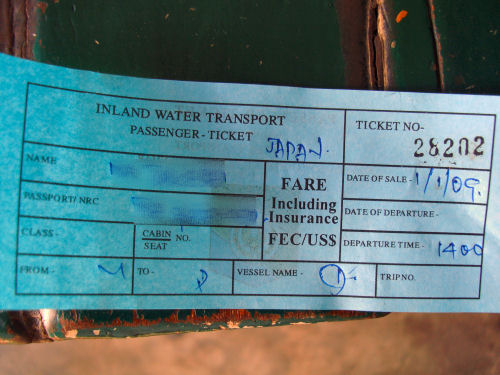 INLAND WATER TRANSPORT
PASSENGER - TICKET
JAPAN.
TICKET NO-
28202
NAME
PASSPORT/ NRC
CLASS
CABIN
SEAT
NO.
FARE
Including
Insurance
FEC/US$
DATE OF SALE - 1/1/09.
DATE OF DEPARTURE -
DEPARTURE TIME - 1400
FROM - M
TO - P
VESSEL NAME -
TRIP NO.